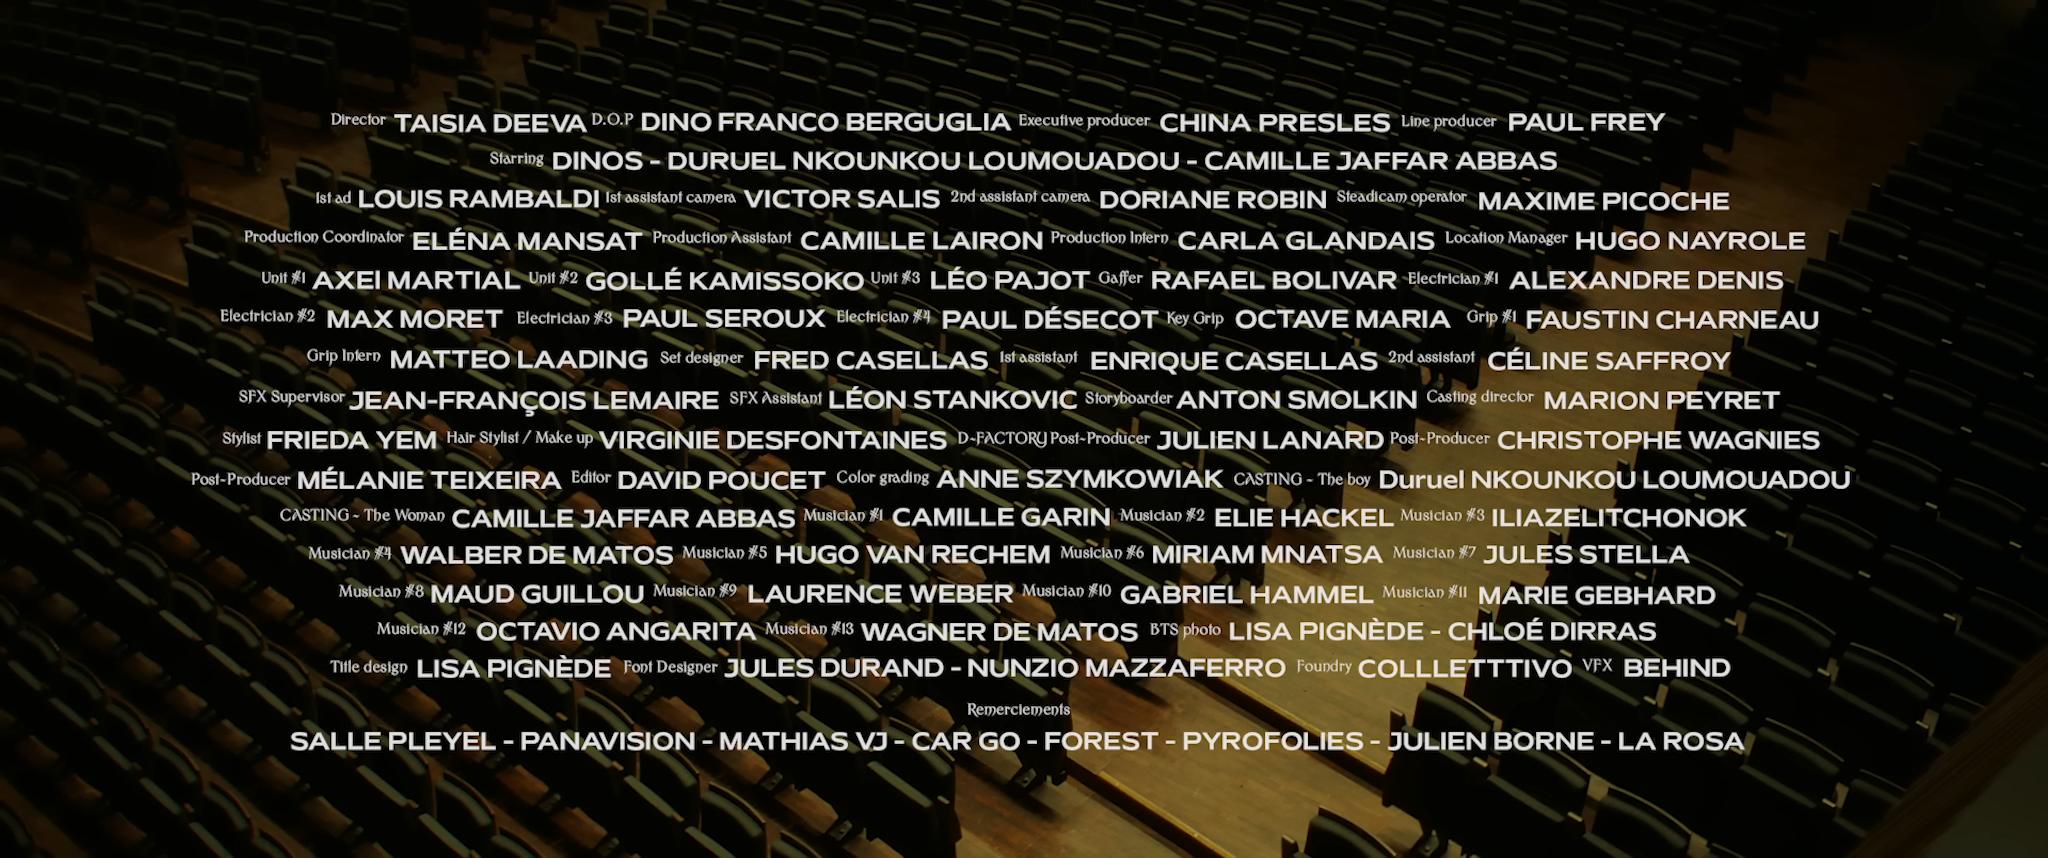 Director TAISIA DEEVA D.O.P DINO FRANCO BERGUGLIA Executive producer CHINA PRESLES Line producer PAUL FREY
Starring DINOS - DURUEL NKOUNKOU LOUMOUADOU - CAMILLE JAFFAR ABBAS
1st ad LOUIS RAMBALDI 1st assistant camera VICTOR SALIS 2nd assistant camera DORIANE ROBIN Steadicam operator MAXIME PICOCHE
Production Coordinator ELÉNA MANSAT Production Assistant CAMILLE LAIRON Production Intern CARLA GLANDAIS Location Manager HUGO NAYROLE
Unit #1 AXEl MARTIAL Unit #2 GOLLÉ KAMISSOKO Unit #3 LÉO PAJOT Gaffer RAFAEL BOLIVAR Electrician #1 ALEXANDRE DENIS
Electrician #2 MAX MORET Electrician #3 PAUL SEROUX Electrician #4 PAUL DÉSECOT Key Grip OCTAVE MARIA Grip #1 FAUSTIN CHARNEAU
Grip Intern MATTEO LAADING Set designer FRED CASELLAS 1st assistant ENRIQUE CASELLAS 2nd assistant CÉLINE SAFFROY
SFX Supervisor JEAN-FRANÇOIS LEMAIRE SFX Assistant LÉON STANKOVIC Storyboarder ANTON SMOLKIN Casting director MARION PEYRET
Stylist FRIEDA YEM Hair Stylist / Make up VIRGINIE DESFONTAINES D-FACTORY Post-Producer JULIEN LANARD Post-Producer CHRISTOPHE WAGNIES
Post-Producer MÉLANIE TEIXEIRA Editor DAVID POUCET Color grading ANNE SZYMKOWIAK CASTING - The boy Duruel NKOUNKOU LOUMOUADOU
CASTING - The Woman CAMILLE JAFFAR ABBAS Musician #1 CAMILLE GARIN Musician #2 ELIE HACKEL Musician #3 ILIAZELITCHONOK
Musician #4 WALBER DE MATOS Musician #5 HUGO VAN RECHEM Musician #6 MIRIAM MNATSA Musician #7 JULES STELLA
Musician #8 MAUD GUILLOU Musician #9 LAURENCE WEBER Musician #10 GABRIEL HAMMEL Musician #11 MARIE GEBHARD
Musician #12 OCTAVIO ANGARITA Musician #13 WAGNER DE MATOS BTS photo LISA PIGNÈDE - CHLOÉ DIRRAS
Title design LISA PIGNÈDE Font Designer JULES DURAND - NUNZIO MAZZAFERRO Foundry COLLLETTTIVO VFX BEHIND
Remerciements
SALLE PLEYEL - PANAVISION - MATHIAS VJ - CAR GO - FOREST - PYROFOLIES - JULIEN BORNE - LA ROSA